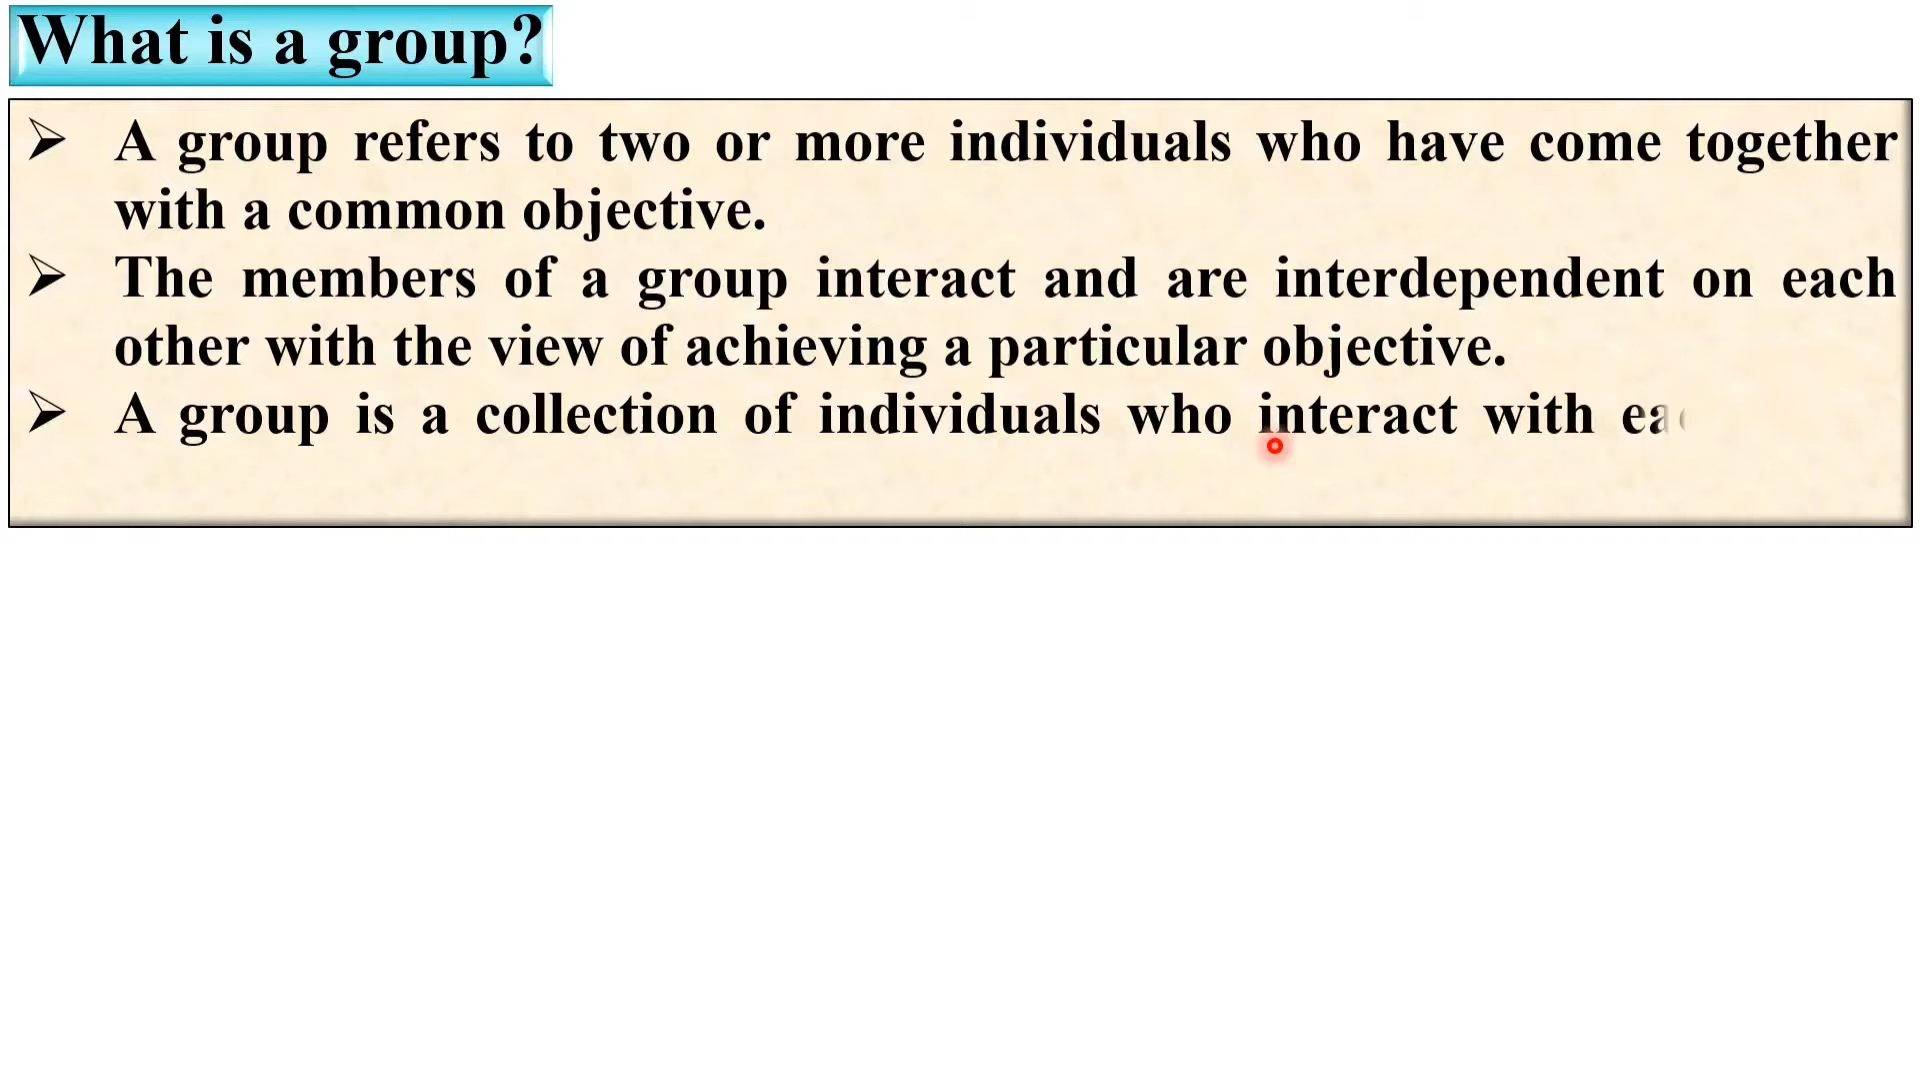 What is a group?
A group refers to two or more individuals who have come together
with a common objective.
The members of a group interact and are interdependent on each
other with the view of achieving a particular objective.
A group is a collection of individuals who interact with